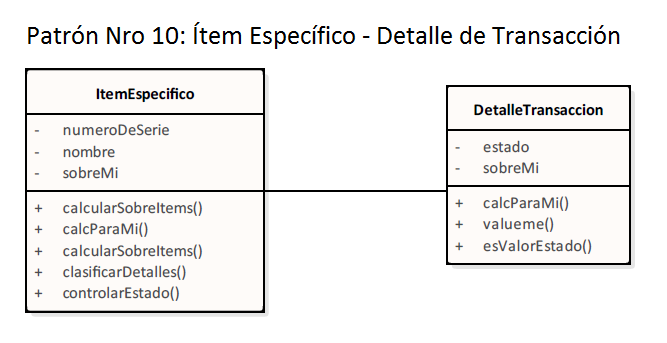 Patrón Nro 10: Ítem Específico - Detalle de Transacción
ItemEspecifico
- numeroDeSerie
- nombre
- sobreMi
+ calcularSobreItems()
+ calcParaMi()
+ calcularSobreItems()
+ clasificarDetalles()
+ controlarEstado()
DetalleTransaccion
- estado
- sobreMi
+ calcParaMi()
+ valueme()
+ esValorEstado()